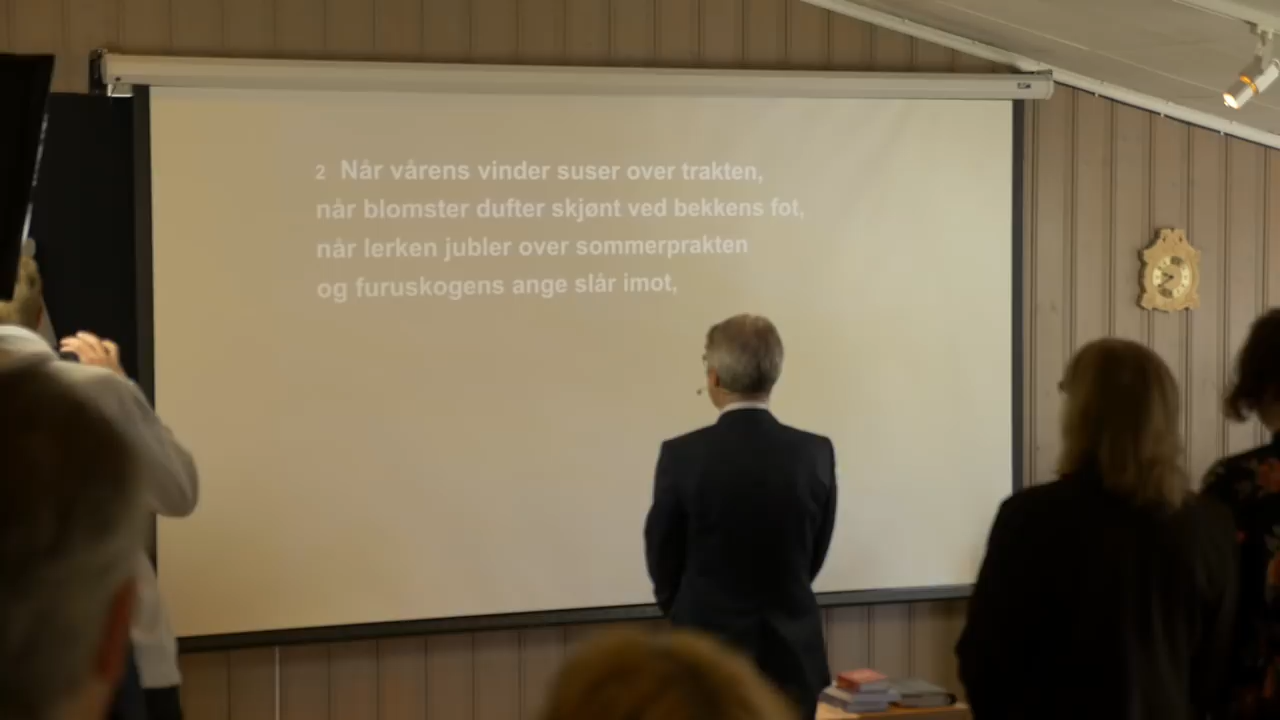 2 Når vårens vinder suser over trakten,
når blomster dufter skjønt ved bekkens fot,
når lerken jubler over sommerprakten
og furuskogens ange slår imot,